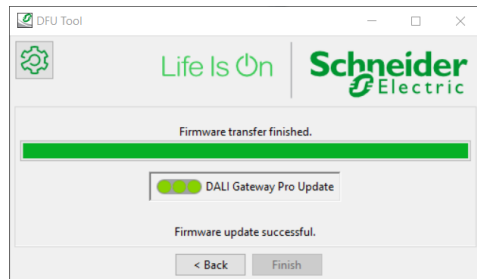 DFU Tool
Life Is On
Schneider
Electric
Firmware transfer finished.
DALI Gateway Pro Update
Firmware update successful.
< Back
Finish